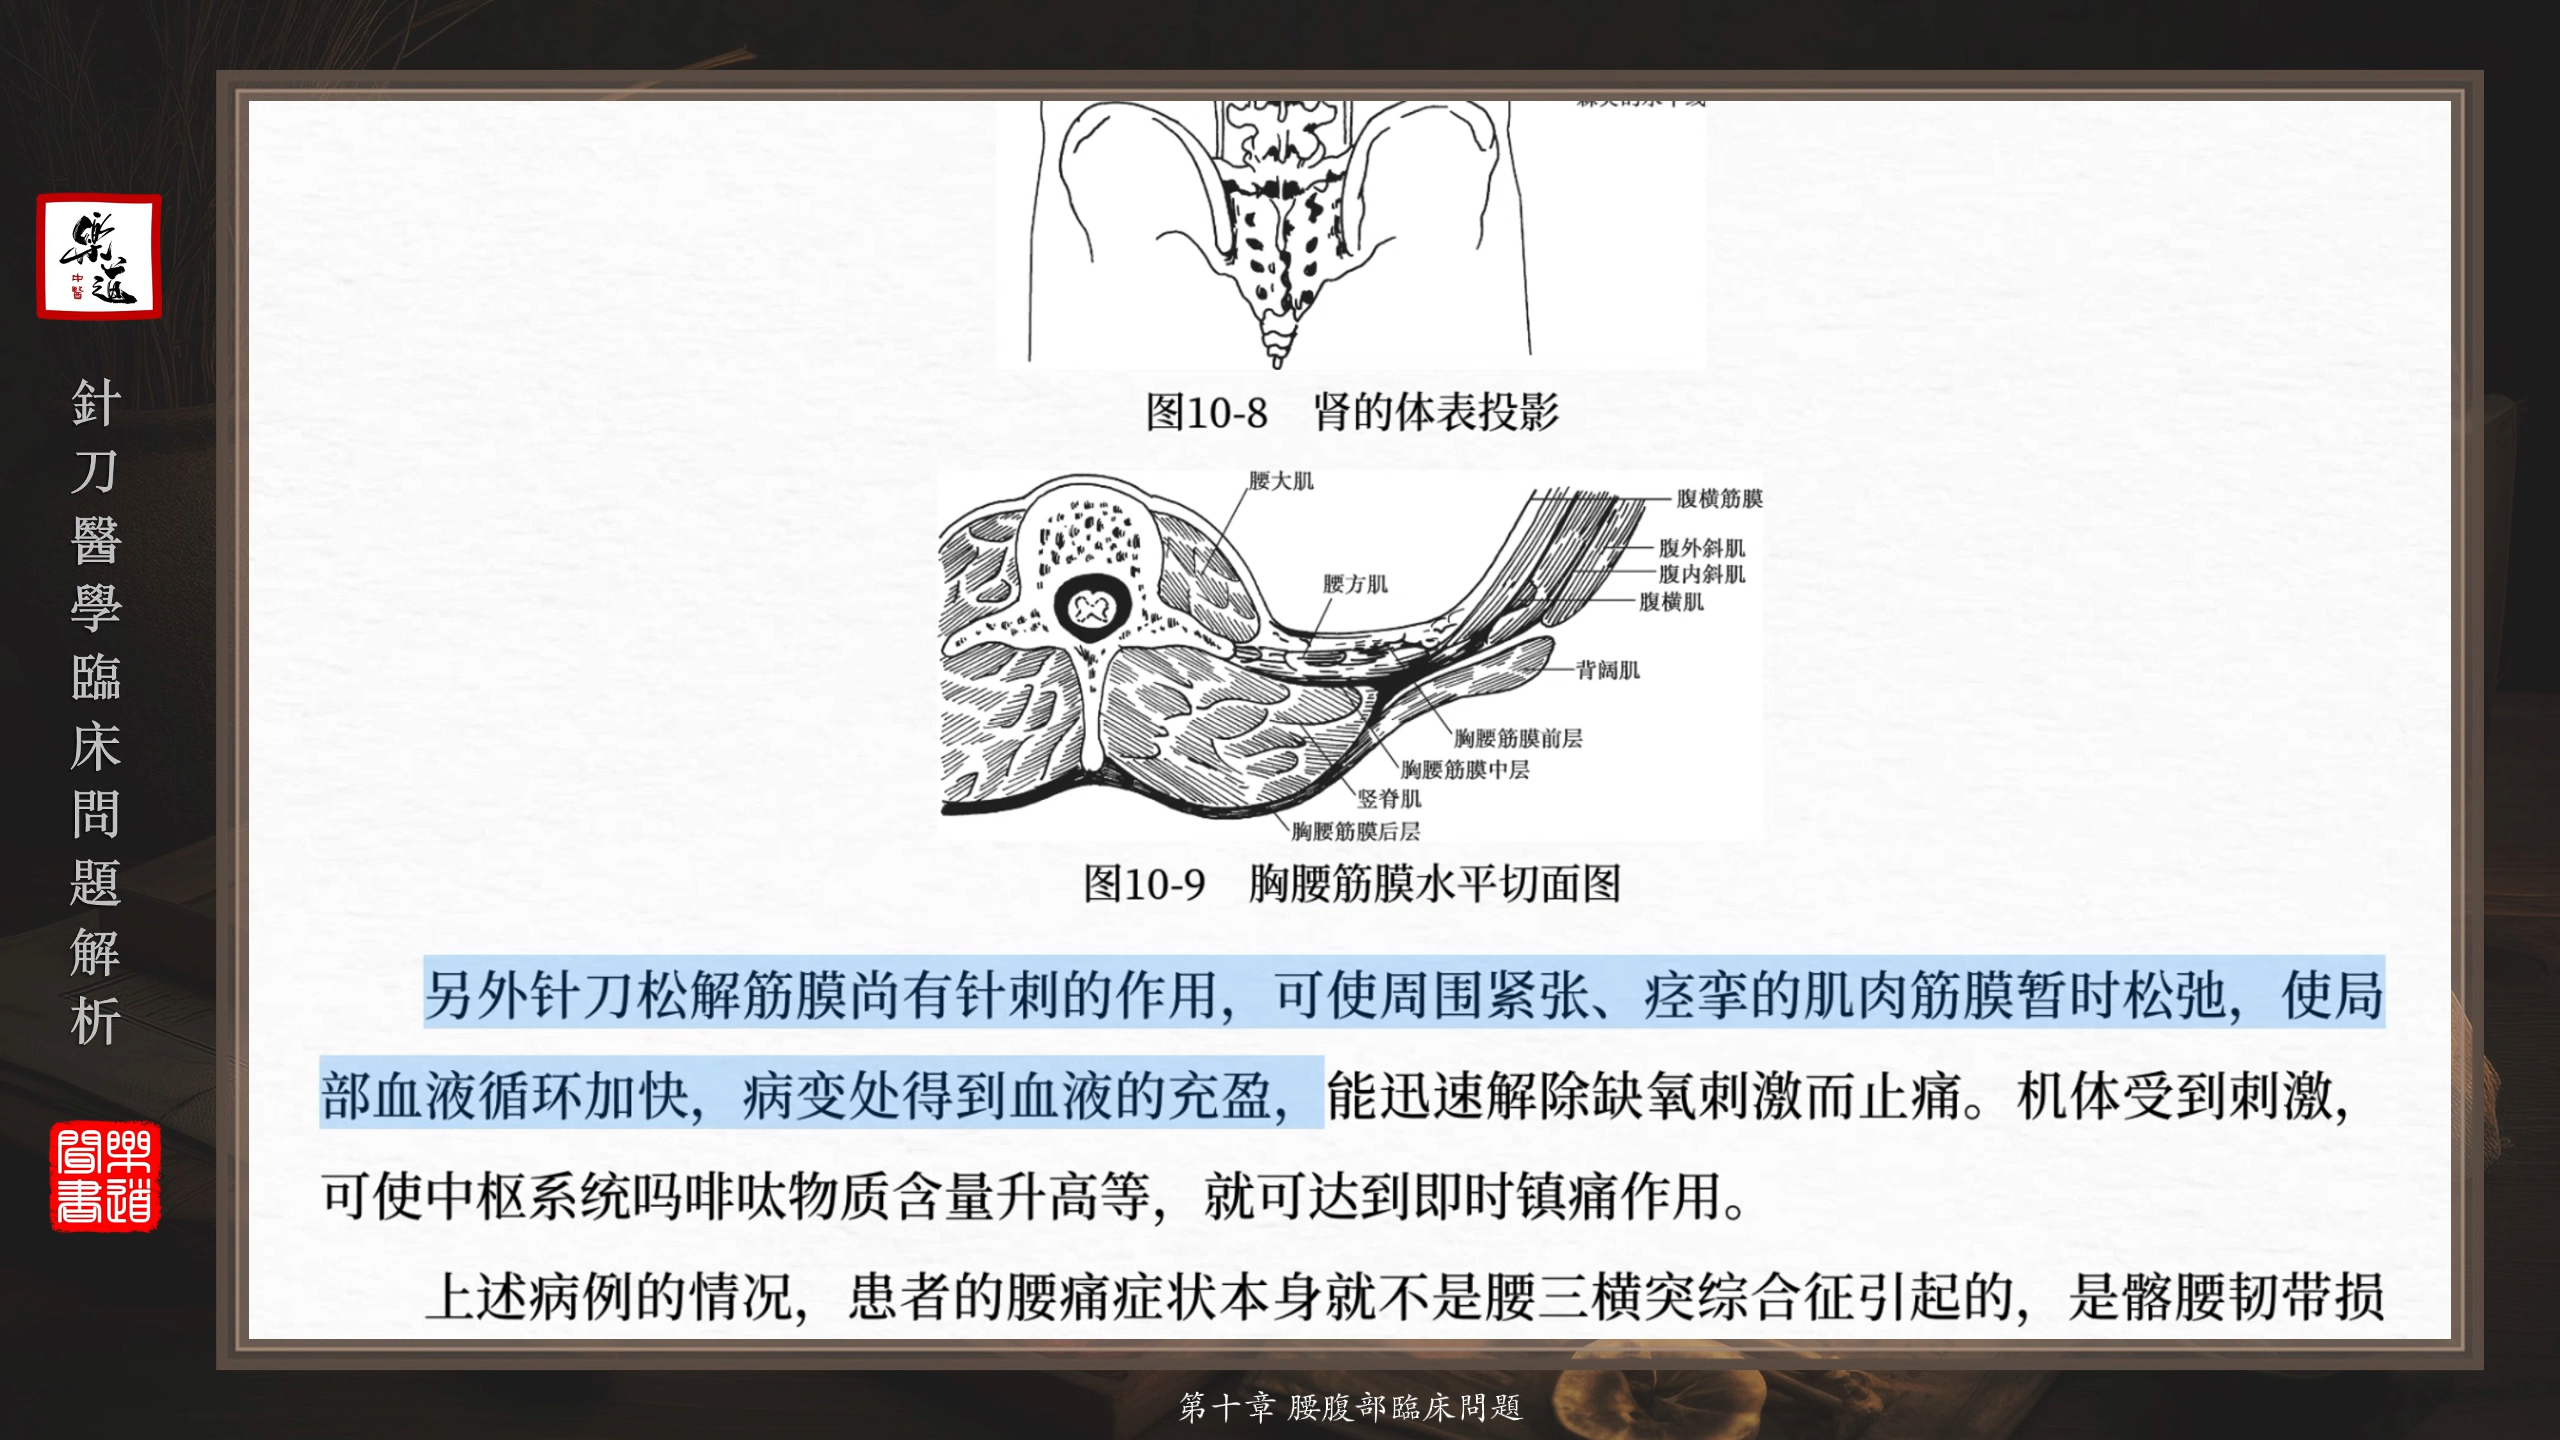 樂道
中醫
針刀醫學臨床問題解析
樂道
閒書
图10-8 肾的体表投影
腰大肌
腹横筋膜
腹外斜肌
腰方肌
腹内斜肌
腹横肌
背阔肌
胸腰筋膜前层
胸腰筋膜中层
竖脊肌
胸腰筋膜后层
图10-9 胸腰筋膜水平切面图
另外针刀松解筋膜尚有针刺的作用，可使周围紧张、痉挛的肌肉筋膜暂时松弛，使局
部血液循环加快，病变处得到血液的充盈，能迅速解除缺氧刺激而止痛。机体受到刺激，
可使中枢系统吗啡呔物质含量升高等，就可达到即时镇痛作用。
上述病例的情况，患者的腰痛症状本身就不是腰三横突综合征引起的，是髂腰韧带损
第十章 腰腹部臨床問題